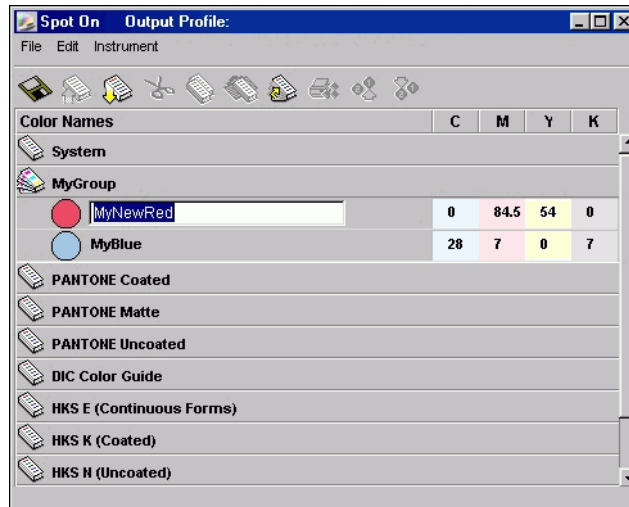 Spot On Output Profile:
File Edit Instrument
Color Names C M Y K
System
MyGroup
MyNewRed 0 84.5 54 0
MyBlue 28 7 0 7
PANTONE Coated
PANTONE Matte
PANTONE Uncoated
DIC Color Guide
HKS E (Continuous Forms)
HKS K (Coated)
HKS N (Uncoated)